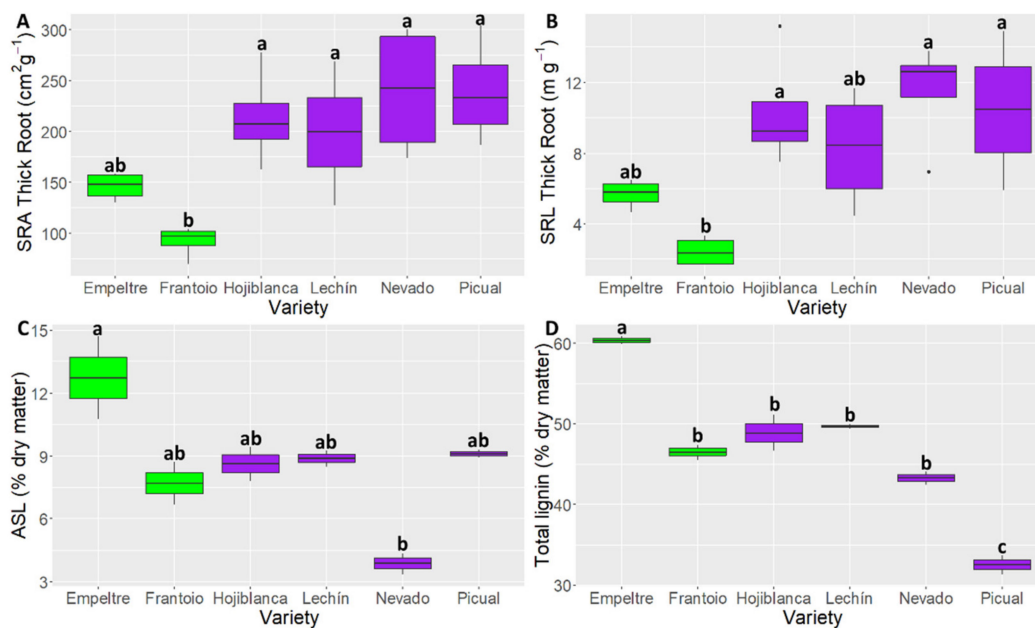 A
SRA Thick Root (cm²g⁻¹)
300
250
200
150
100
ab
b
a
a
a
a
Empeltre Frantoio Hojiblanca Lechín Nevado Picual
Variety
B
SRL Thick Root (m g⁻¹)
12
8
4
ab
b
a
ab
a
a
Empeltre Frantoio Hojiblanca Lechín Nevado Picual
Variety
C
ASL (% dry matter)
15
12
9
6
3
a
ab
ab
ab
b
ab
Empeltre Frantoio Hojiblanca Lechín Nevado Picual
Variety
D
Total lignin (% dry matter)
60
50
40
30
a
b
b
b
b
c
Empeltre Frantoio Hojiblanca Lechín Nevado Picual
Variety